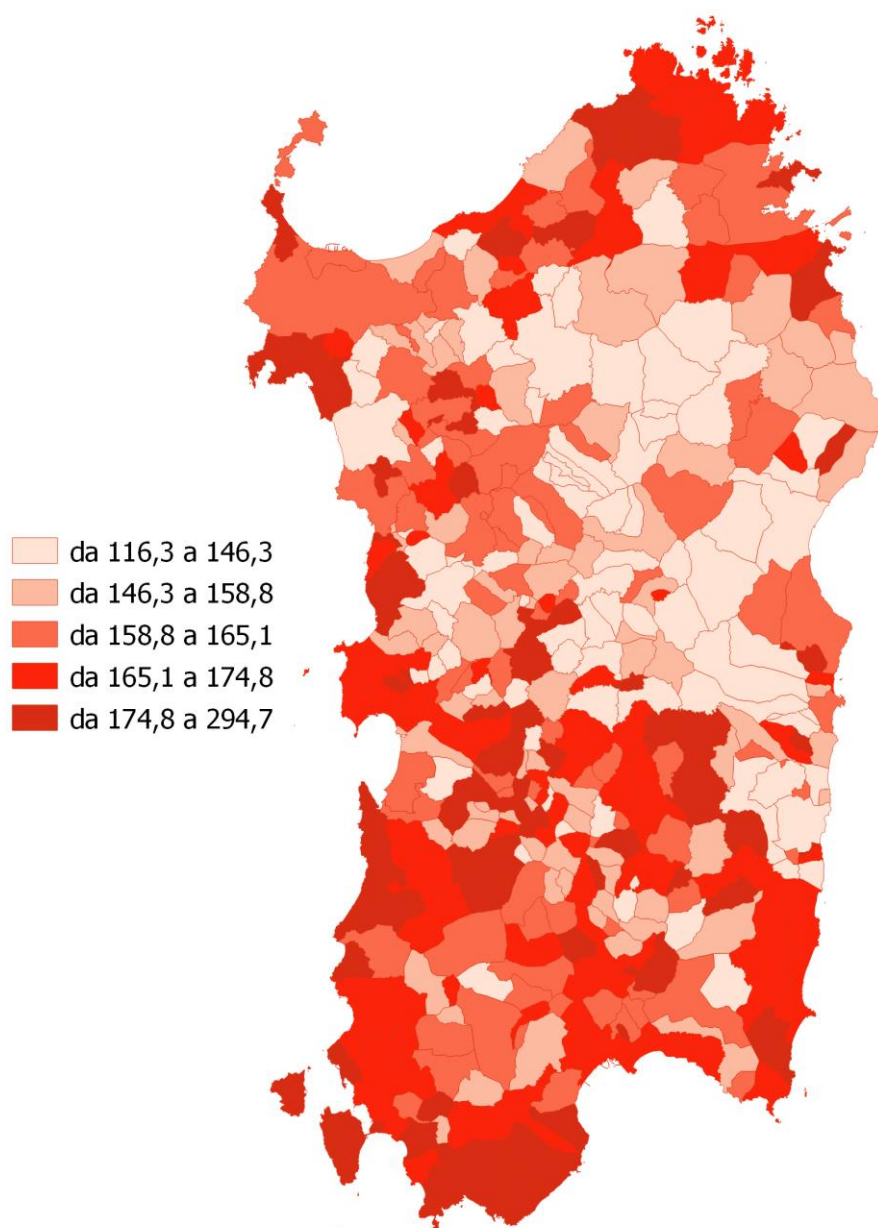 da 116,3 a 146,3
da 146,3 a 158,8
da 158,8 a 165,1
da 165,1 a 174,8
da 174,8 a 294,7